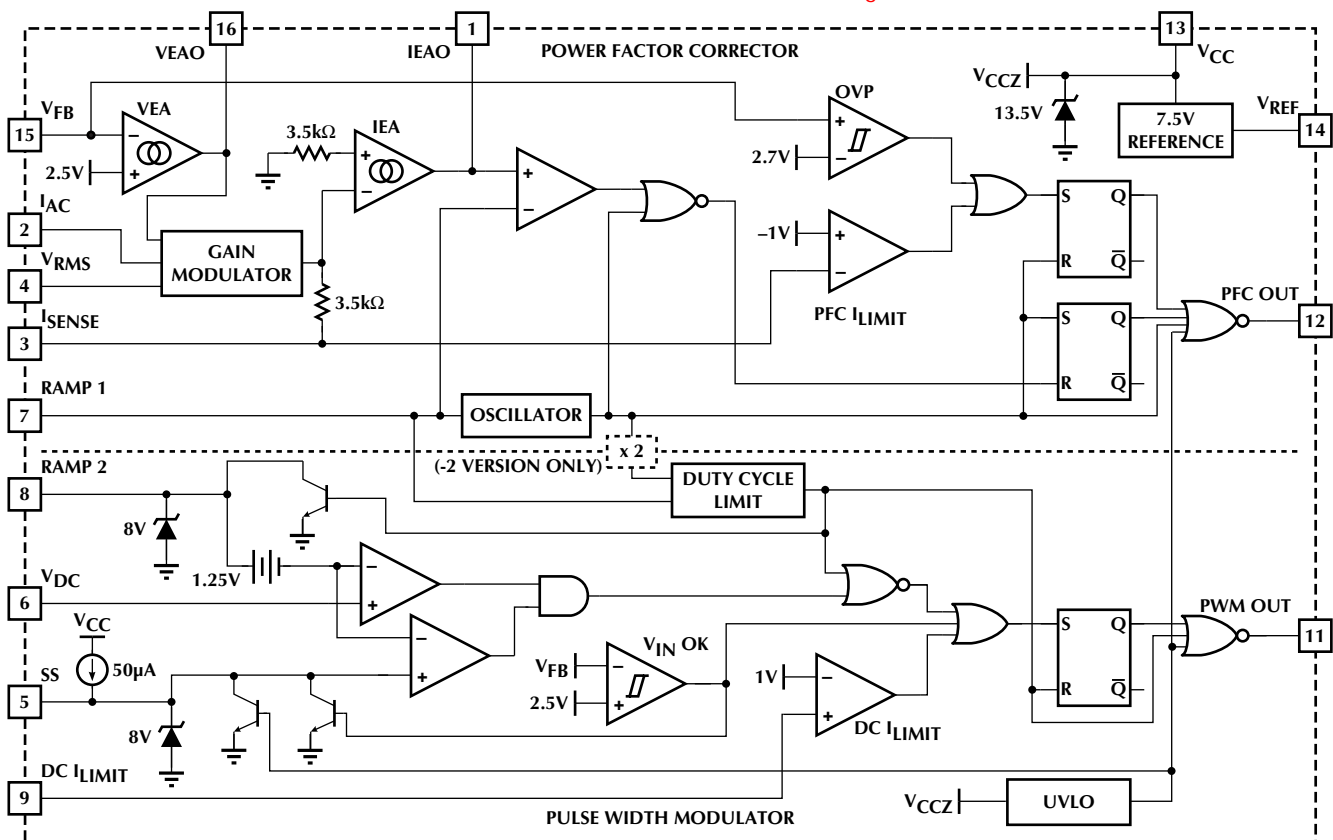 16
1
13
VEAO
IEAO
POWER FACTOR CORRECTOR
VCC
VCCZ
13.5V
7.5V
REFERENCE
VREF
14
VFB
15
VEA
−
+
2.5V
3.5kΩ
IEA
+
−
+
−
OVP
+
−
2.7V
S Q
R Q
IAC
2
GAIN
MODULATOR
VRMS
4
3.5kΩ
−1V
+
−
PFC ILIMIT
ISENSE
3
S Q
R Q
PFC OUT
12
RAMP 1
7
OSCILLATOR
x 2
(-2 VERSION ONLY)
DUTY CYCLE
LIMIT
RAMP 2
8
8V
1.25V
−
+
VDC
6
−
+
VCC
50µA
SS
5
8V
VIN OK
VFB
−
2.5V
+
1V
−
+
DC ILIMIT
S Q
R Q
PWM OUT
11
DC ILIMIT
9
PULSE WIDTH MODULATOR
VCCZ
UVLO